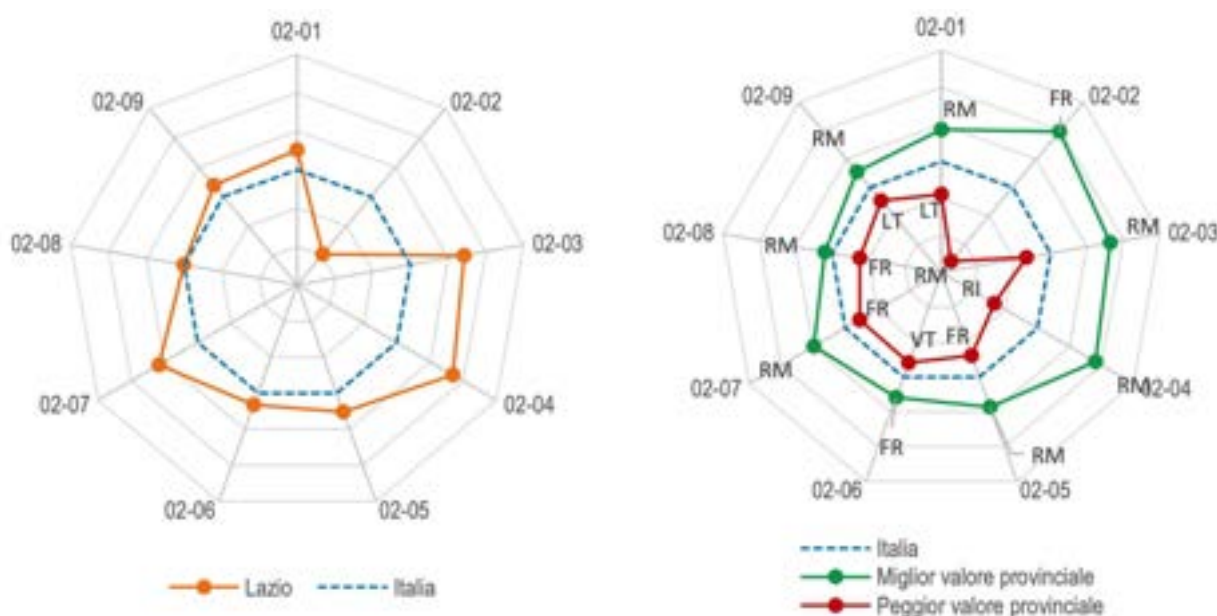 02-01
02-02
02-03
02-04
02-05
02-06
02-07
02-08
02-09
Lazio
Italia
02-01
02-02
02-03
02-04
02-05
02-06
02-07
02-08
02-09
RM
FR
RM
RM
RM
FR
RM
RM
RM
LT
RM
RI
FR
VT
FR
FR
LT
Italia
Miglior valore provinciale
Peggior valore provinciale